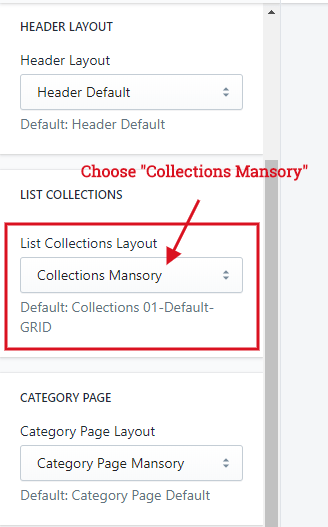 HEADER LAYOUT
Header Layout
Header Default
Default: Header Default
Choose "Collections Mansory"
LIST COLLECTIONS
List Collections Layout
Collections Mansory
Default: Collections 01-Default-
GRID
CATEGORY PAGE
Category Page Layout
Category Page Mansory
Default: Category Page Default